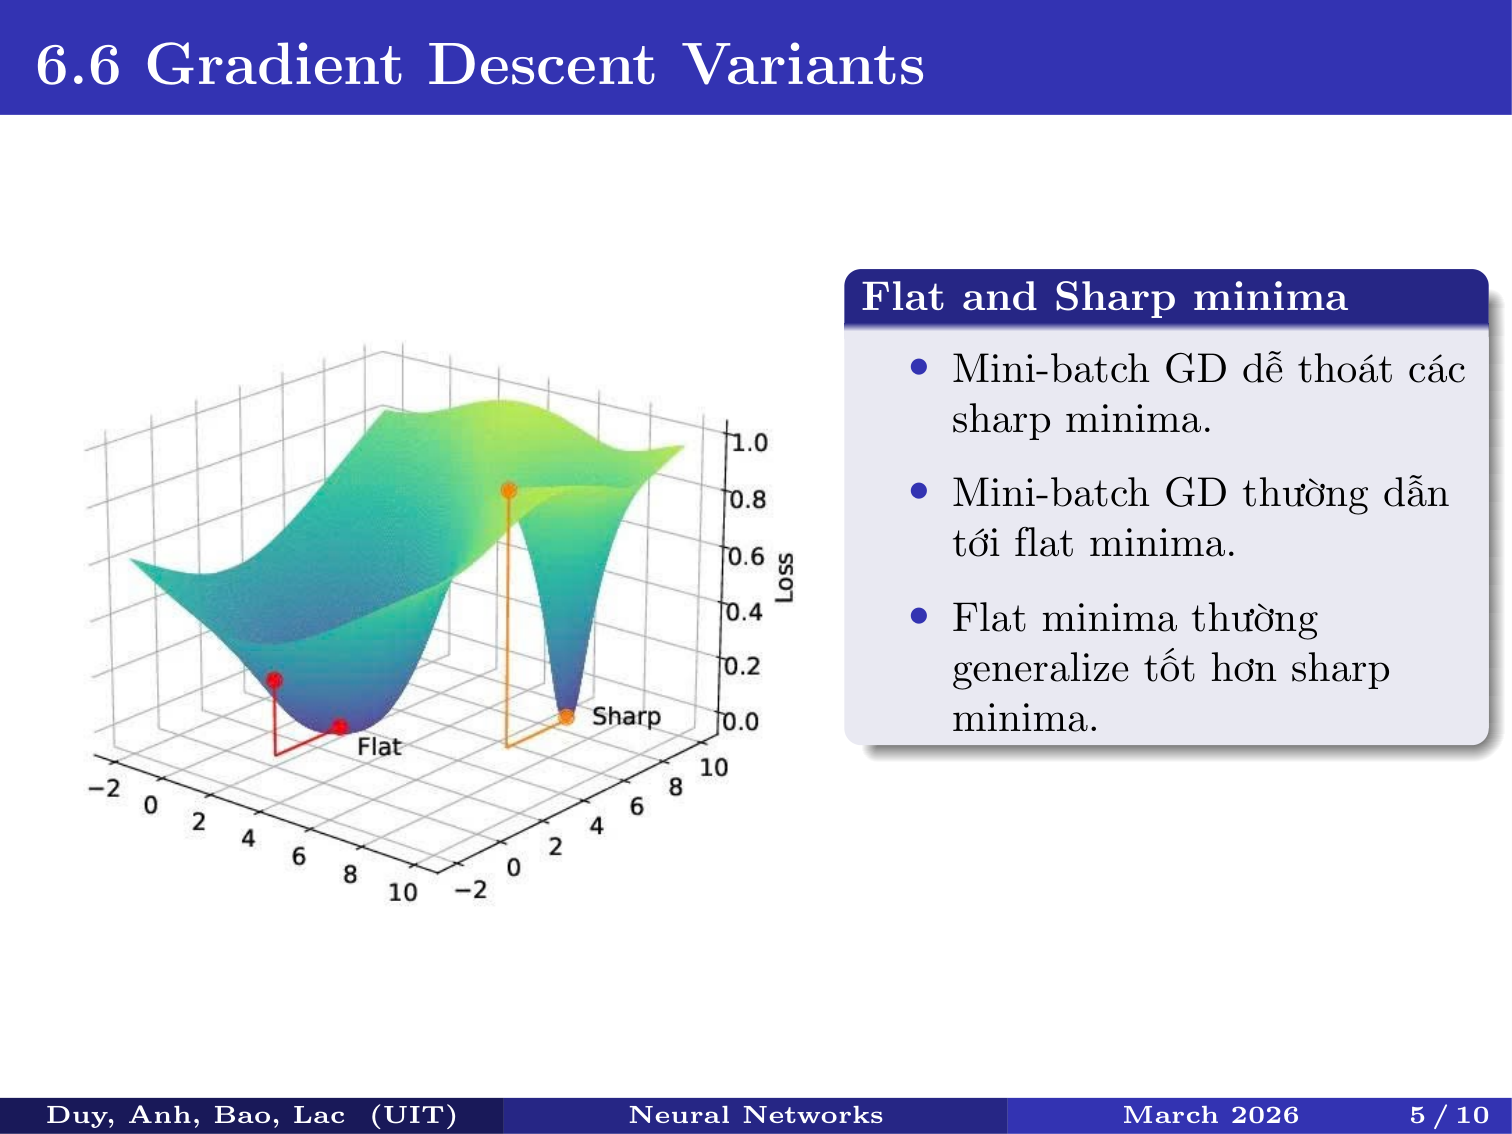 6.6 Gradient Descent Variants
Flat and Sharp minima
• Mini-batch GD dễ thoát các
sharp minima.
• Mini-batch GD thường dẫn
tới flat minima.
• Flat minima thường
generalize tốt hơn sharp
minima.
1.0
0.8
0.6
0.4
0.2
0.0
Loss
Sharp
Flat
−2
0
2
4
6
8
10
−2
0
2
4
6
8
10
Duy, Anh, Bao, Lac (UIT)
Neural Networks
March 2026
5 / 10